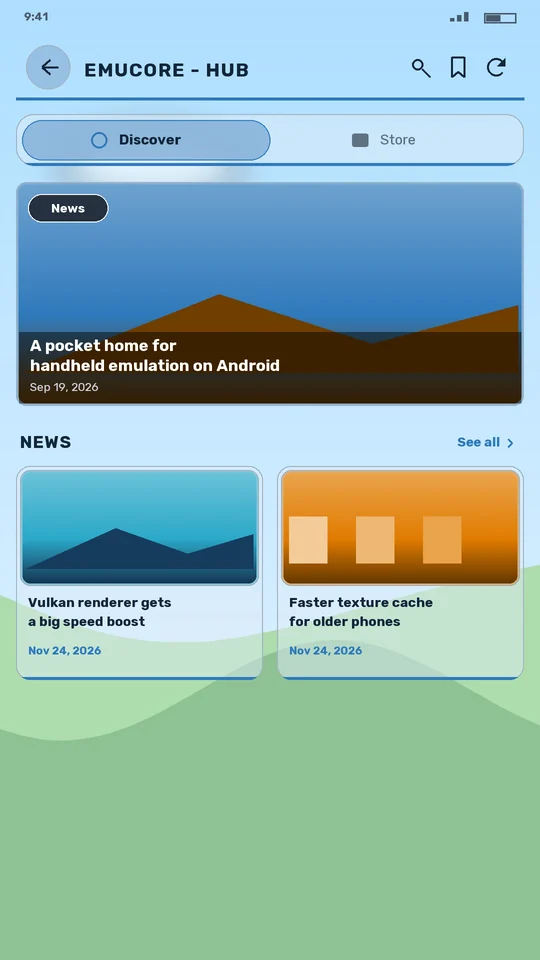 9:41
EMUCORE - HUB
Discover
Store
News
A pocket home for
handheld emulation on Android
Sep 19, 2026
NEWS
See all
Vulkan renderer gets
a big speed boost
Nov 24, 2026
Faster texture cache
for older phones
Nov 24, 2026